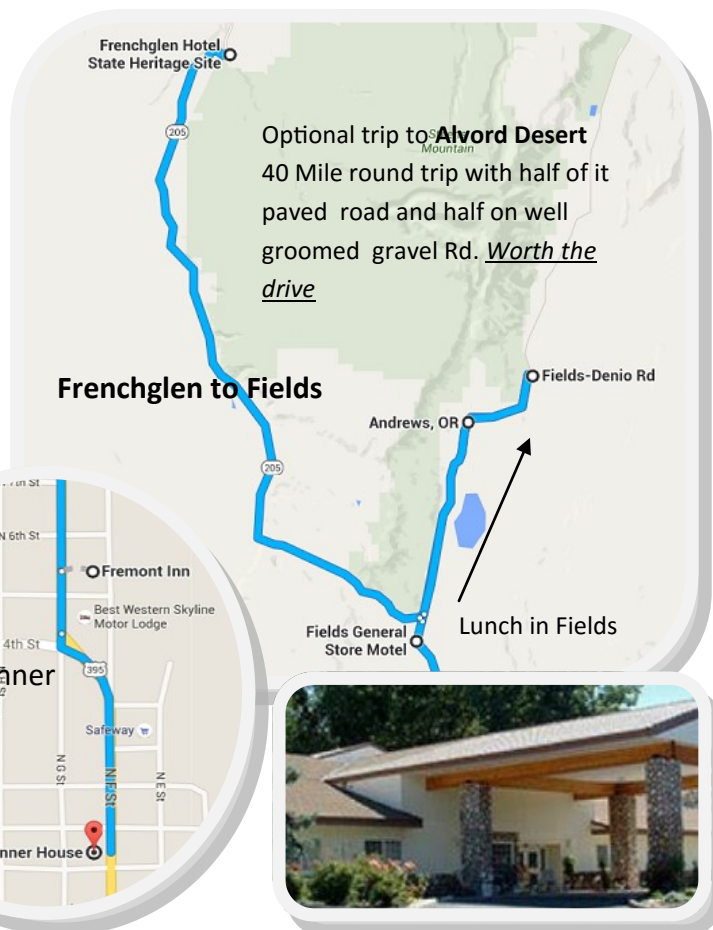 Frenchglen Hotel
State Heritage Site
205
Optional trip to Alvord Desert
Mountain
40 Mile round trip with half of it
paved road and half on well
groomed gravel Rd. Worth the
drive
Frenchglen to Fields
Fields-Denio Rd
Andrews, OR
205
Lunch in Fields
Fields General
Store Motel
N 6th St
Fremont Inn
Best Western Skyline
Motor Lodge
4th St
395
nner
Safeway
N G St
N F St
N E St
nner House